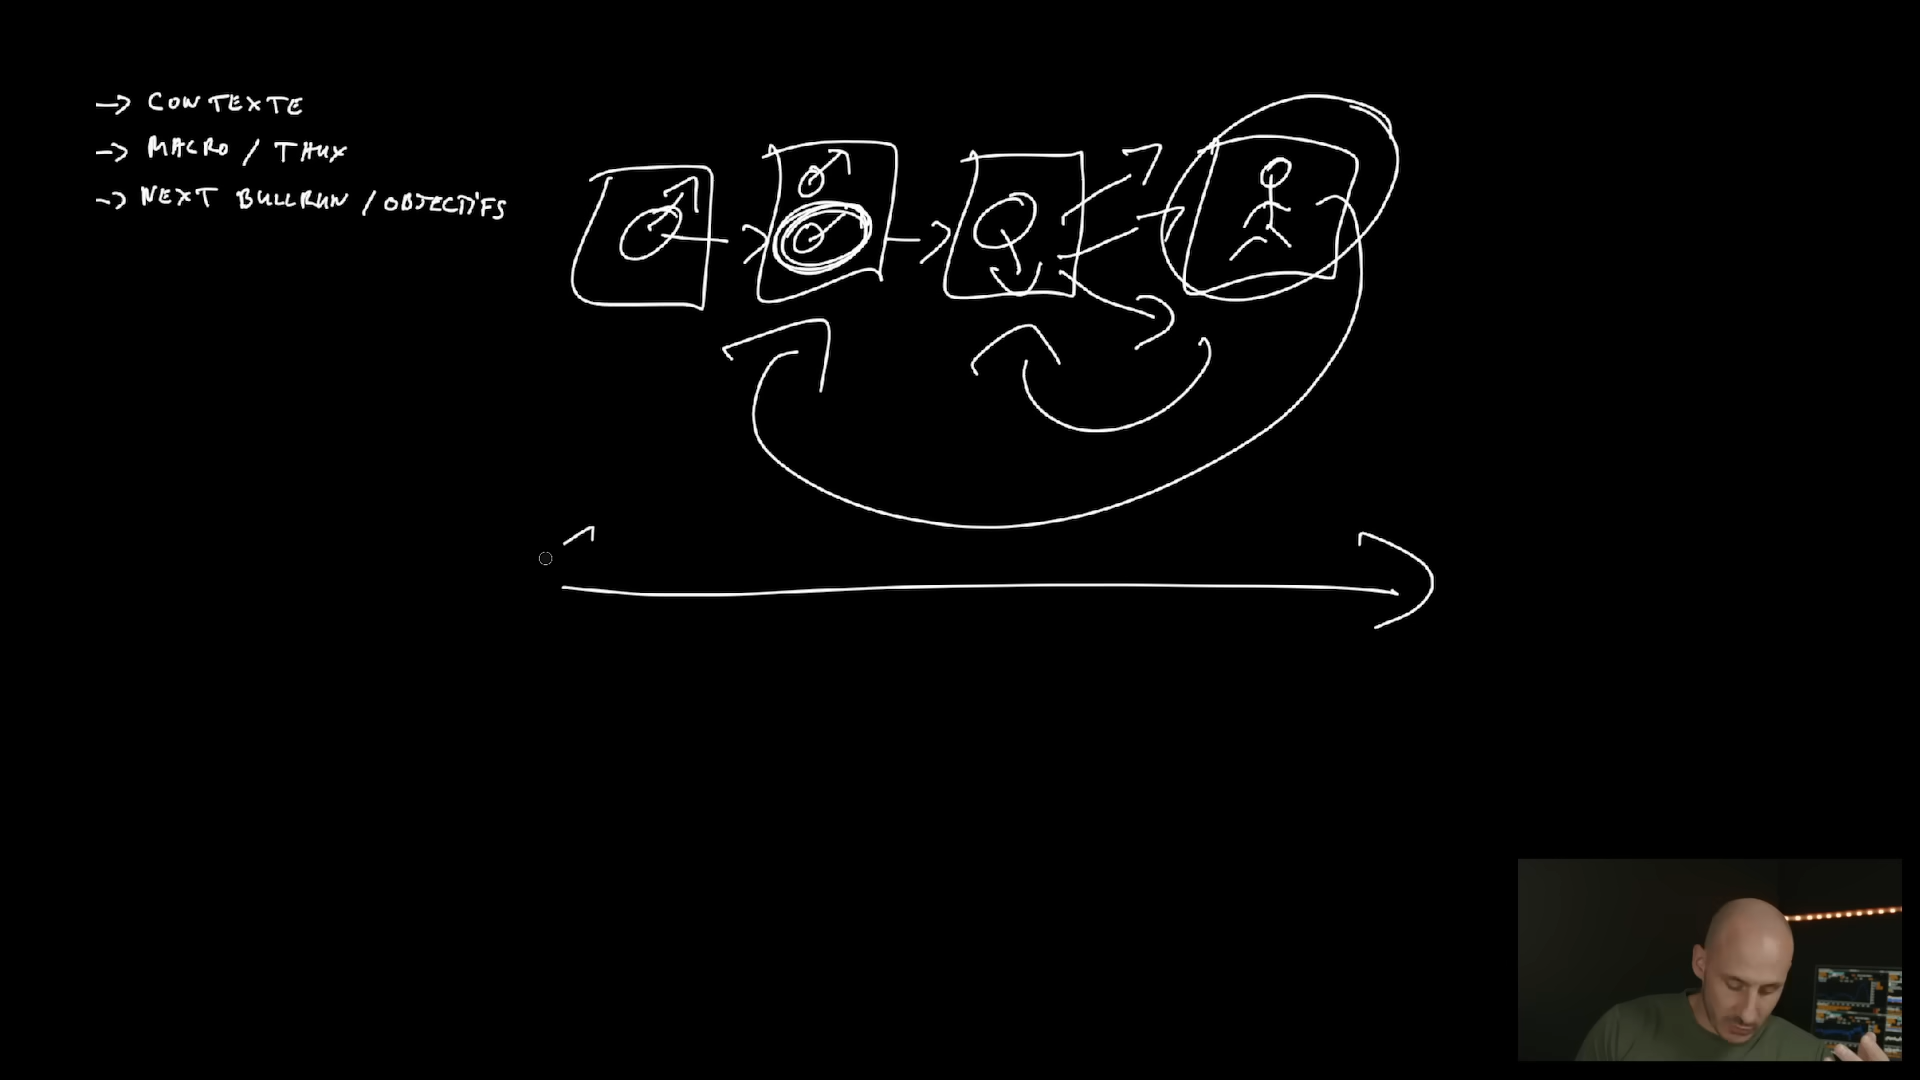 → CONTEXTE
→ MACRO / TAUX
→ NEXT BULLRUN / OBJECTIFS